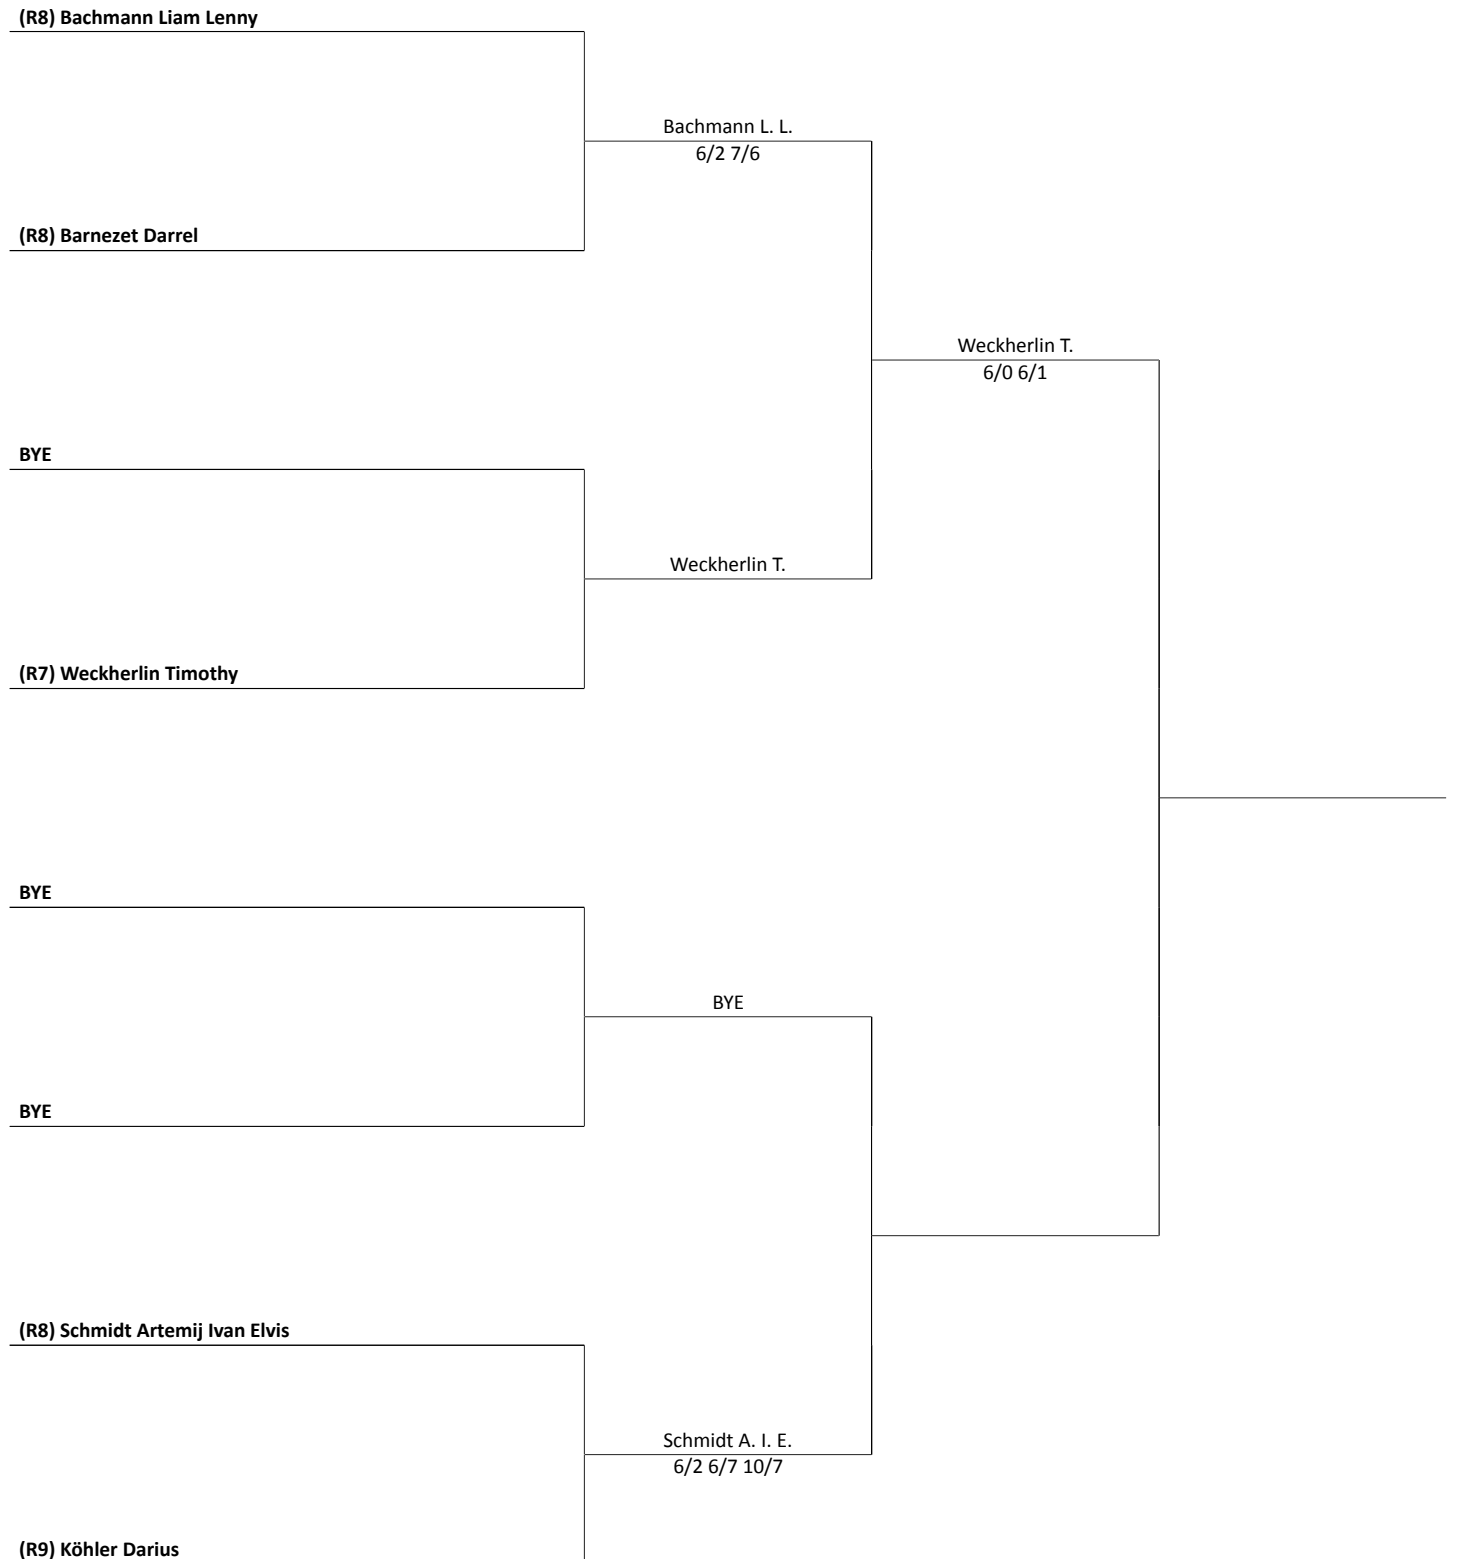 (R8) Bachmann Liam Lenny
Bachmann L. L.
6/2 7/6
(R8) Barnezet Darrel
Weckherlin T.
6/0 6/1
BYE
Weckherlin T.
(R7) Weckherlin Timothy
BYE
BYE
BYE
(R8) Schmidt Artemij Ivan Elvis
Schmidt A. I. E.
6/2 6/7 10/7
(R9) Köhler Darius